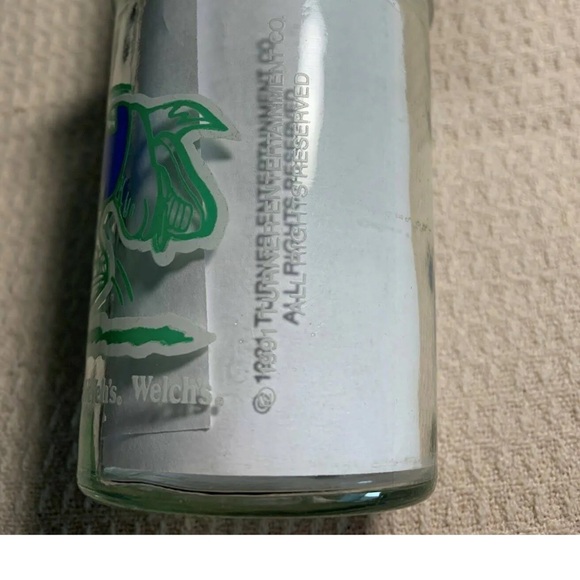 © 1991 TURNER ENTERTAINMENT CO.
ALL RIGHTS RESERVED
Welch's.